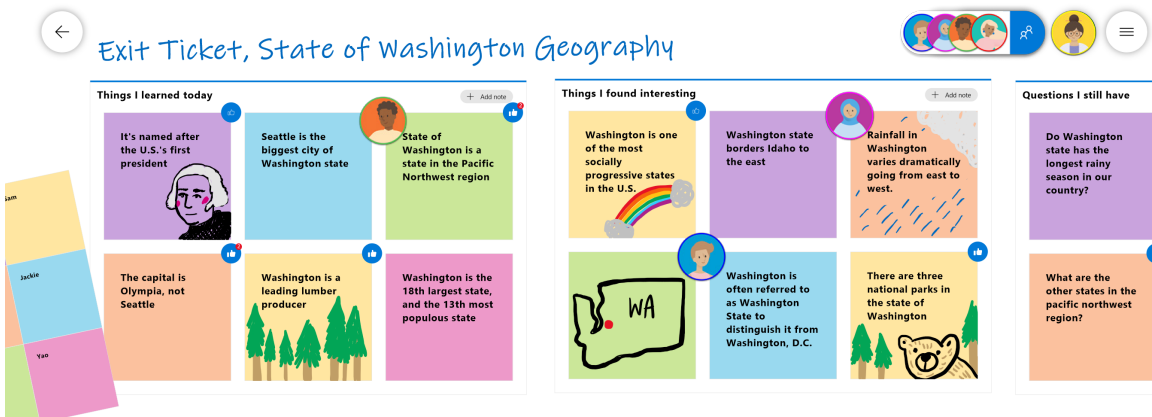 Exit Ticket, State of Washington Geography
Things I learned today
Add note
It's named after
the U.S.'s first
president
Seattle is the
biggest city of
Washington state
State of
Washington is a
state in the Pacific
Northwest region
2
The capital is
Olympia, not
Seattle
2
Washington is a
leading lumber
producer
Washington is the
18th largest state,
and the 13th most
populous state
Things I found interesting
Add note
Washington is one
of the most
socially
progressive states
in the U.S.
Washington state
borders Idaho to
the east
Rainfall in
Washington
varies dramatically
going from east to
west.
WA
Washington is
often referred to
as Washington
State to
distinguish it from
Washington, D.C.
There are three
national parks in
the state of
Washington
Questions I still have
Do Washington
state has the
longest rainy
season in our
country?
What are the
other states in the
pacific northwest
region?
Jackie
Yao